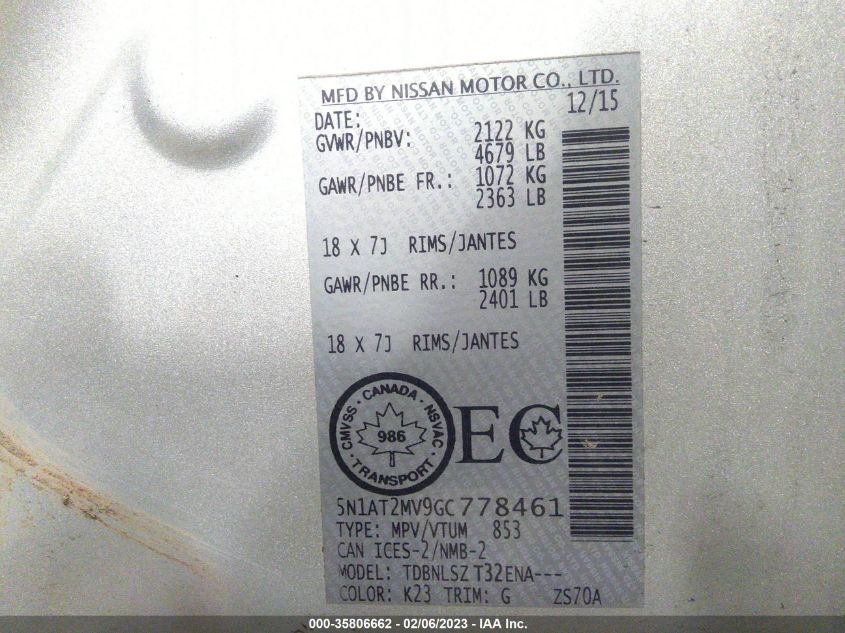 MFD BY NISSAN MOTOR CO., LTD.
DATE: 12/15
GVWR/PNBV: 2122 KG
4679 LB
GAWR/PNBE FR.: 1072 KG
2363 LB
18 X 7J RIMS/JANTES
GAWR/PNBE RR.: 1089 KG
2401 LB
18 X 7J RIMS/JANTES
CMVSS · CANADA · NSVAC · TRANSPORT ·
986
EC
5N1AT2MV9GC778461
TYPE: MPV/VTUM 853
CAN ICES-2/NMB-2
MODEL: TDBNLSZ T32ENA---
COLOR: K23 TRIM: G ZS70A
000-35806662 - 02/06/2023 - IAA Inc.